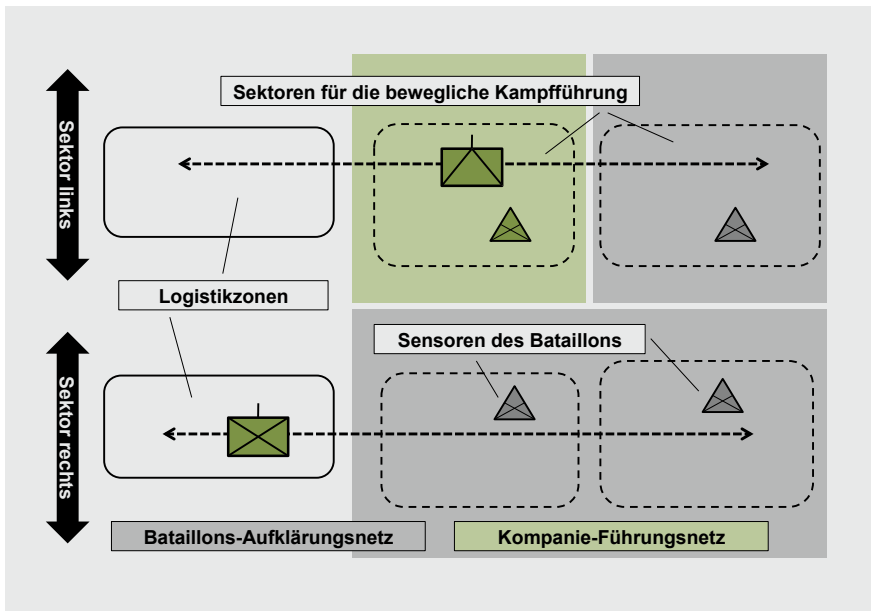 Sektoren für die bewegliche Kampfführung
Sektor links
Logistikzonen
Sensoren des Bataillons
Sektor rechts
Bataillons-Aufklärungsnetz
Kompanie-Führungsnetz